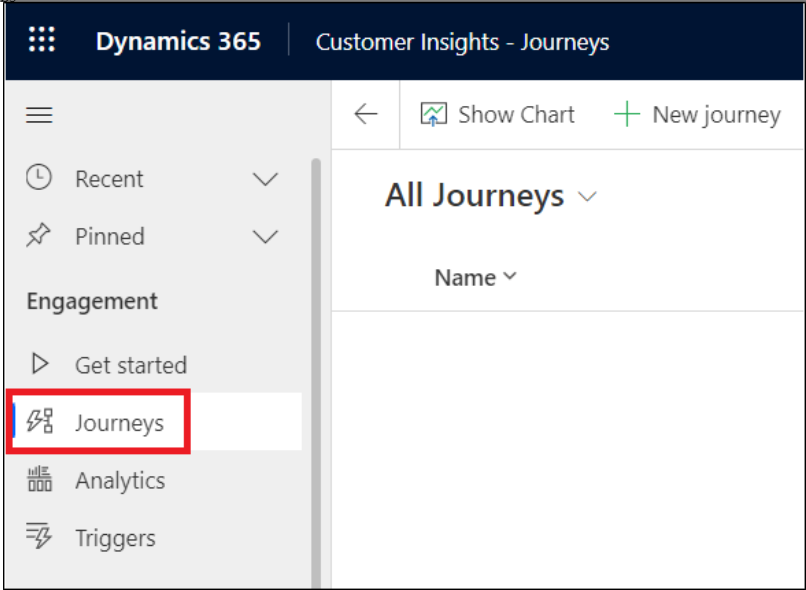 Dynamics 365 Customer Insights - Journeys
Show Chart New journey
Recent
Pinned
Engagement
Get started
Journeys
Analytics
Triggers
All Journeys
Name